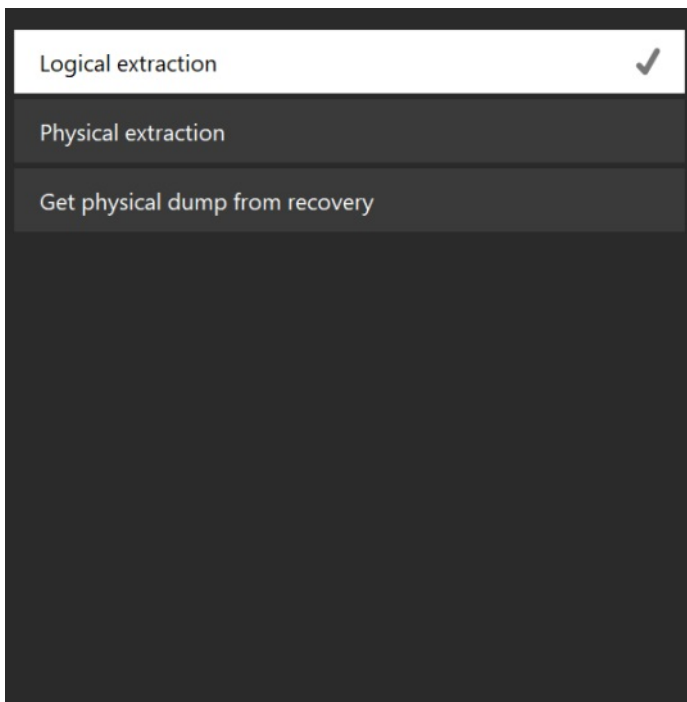 Logical extraction
Physical extraction
Get physical dump from recovery